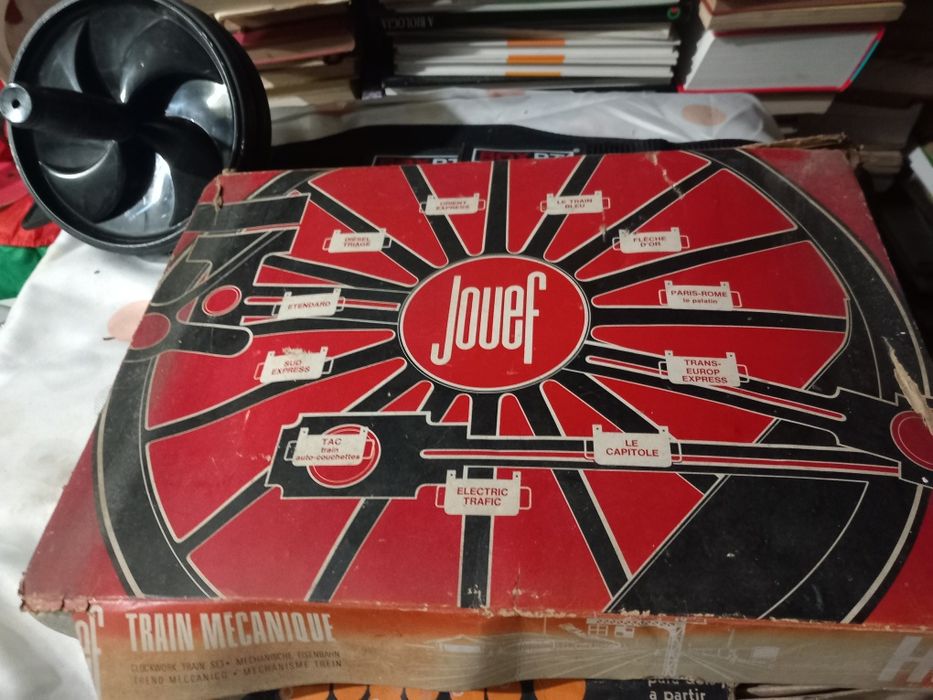 A BIOLOGIA
ORIENT
EXPRESS
LE TRAIN
BLEU
DIESEL
TRIAGE
FLÈCHE
D'OR
ETENDARD
PARIS-ROME
le palatin
Jouef
SUD
EXPRESS
TRANS-
EUROP
EXPRESS
TAC
train
auto-couchettes
LE
CAPITOLE
ELECTRIC
TRAFIC
TRAIN MECANIQUE
CLOCKWORK TRAIN SET • MECHANISCHE EISENBAHN
TRENO MECCANICO • MECHANISME TREIN
a partir